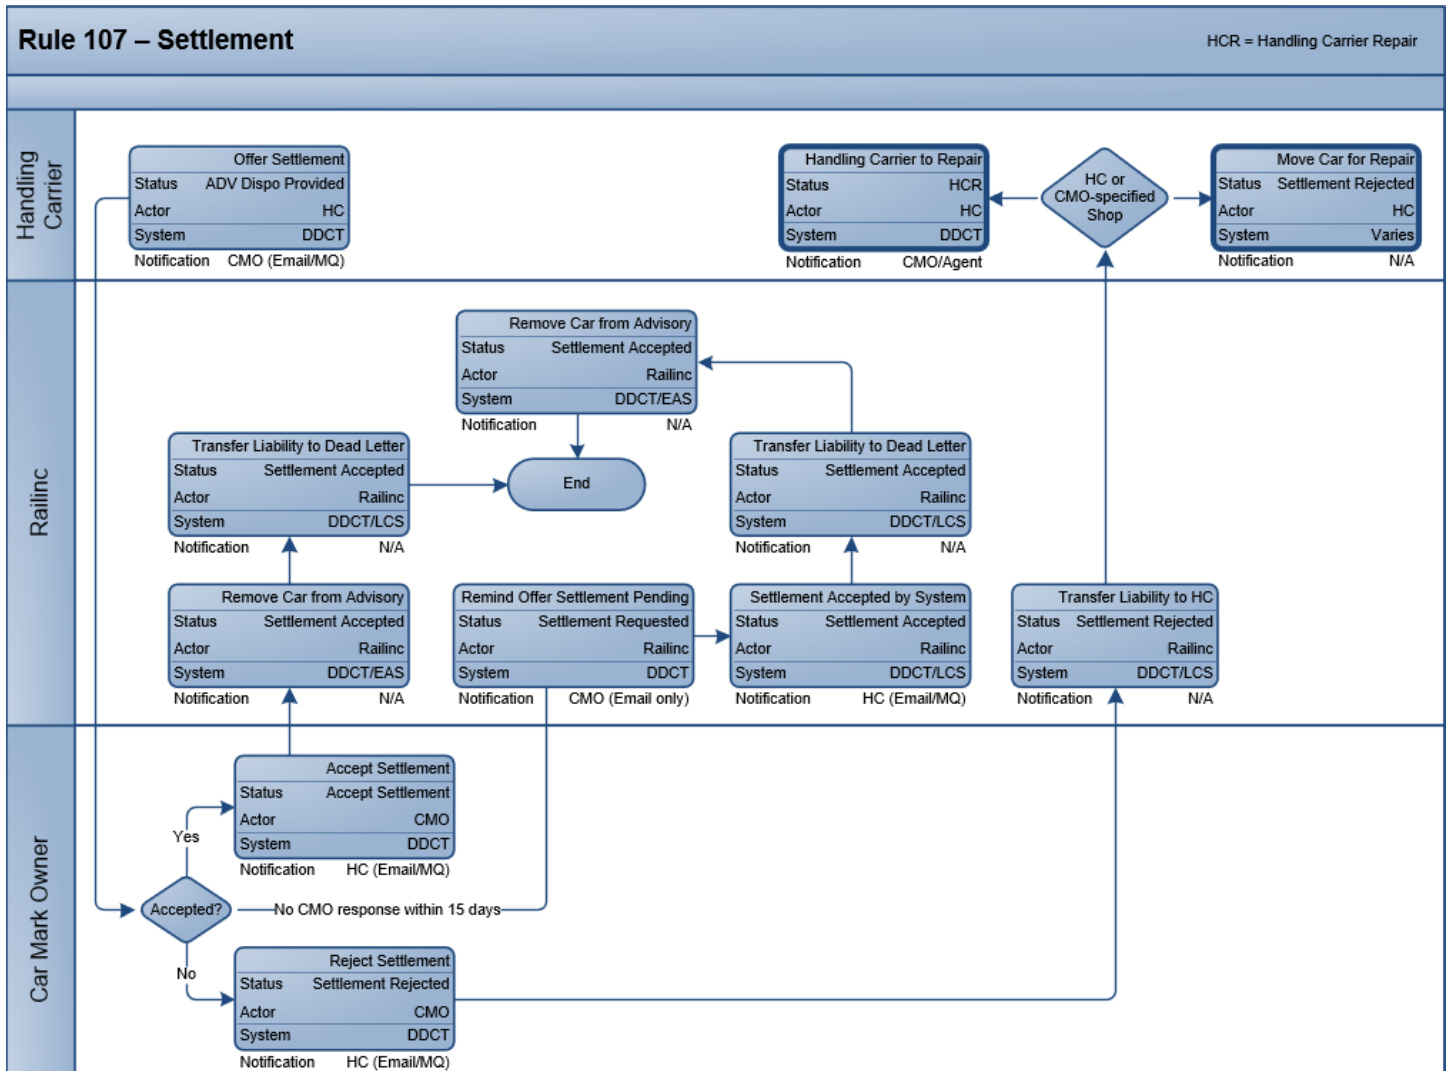 Rule 107 – Settlement
HCR = Handling Carrier Repair
Handling
Carrier
Offer Settlement
Status ADV Dispo Provided
Actor HC
System DDCT
Notification CMO (Email/MQ)
Handling Carrier to Repair
Status HCR
Actor HC
System DDCT
Notification CMO/Agent
HC or
CMO-specified
Shop
Move Car for Repair
Status Settlement Rejected
Actor HC
System Varies
Notification N/A
Railinc
Remove Car from Advisory
Status Settlement Accepted
Actor Railinc
System DDCT/EAS
Notification N/A
Transfer Liability to Dead Letter
Status Settlement Accepted
Actor Railinc
System DDCT/LCS
Notification N/A
End
Transfer Liability to Dead Letter
Status Settlement Accepted
Actor Railinc
System DDCT/LCS
Notification N/A
Remove Car from Advisory
Status Settlement Accepted
Actor Railinc
System DDCT/EAS
Notification N/A
Remind Offer Settlement Pending
Status Settlement Requested
Actor Railinc
System DDCT
Notification CMO (Email only)
Settlement Accepted by System
Status Settlement Accepted
Actor Railinc
System DDCT/LCS
Notification HC (Email/MQ)
Transfer Liability to HC
Status Settlement Rejected
Actor Railinc
System DDCT/LCS
Notification N/A
Car Mark Owner
Accept Settlement
Status Accept Settlement
Actor CMO
System DDCT
Notification HC (Email/MQ)
Yes
Accepted?
No CMO response within 15 days
No
Reject Settlement
Status Settlement Rejected
Actor CMO
System DDCT
Notification HC (Email/MQ)